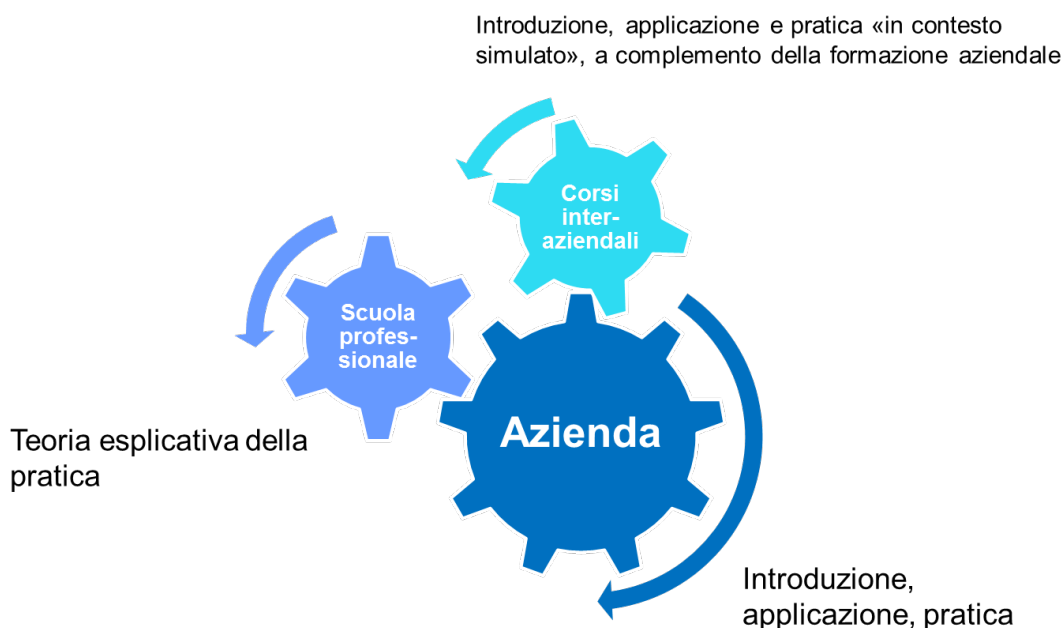 Introduzione, applicazione e pratica «in contesto
simulato», a complemento della formazione aziendale
Corsi
inter-
aziendali
Scuola
profes-
sionale
Azienda
Teoria esplicativa della
pratica
Introduzione,
applicazione, pratica